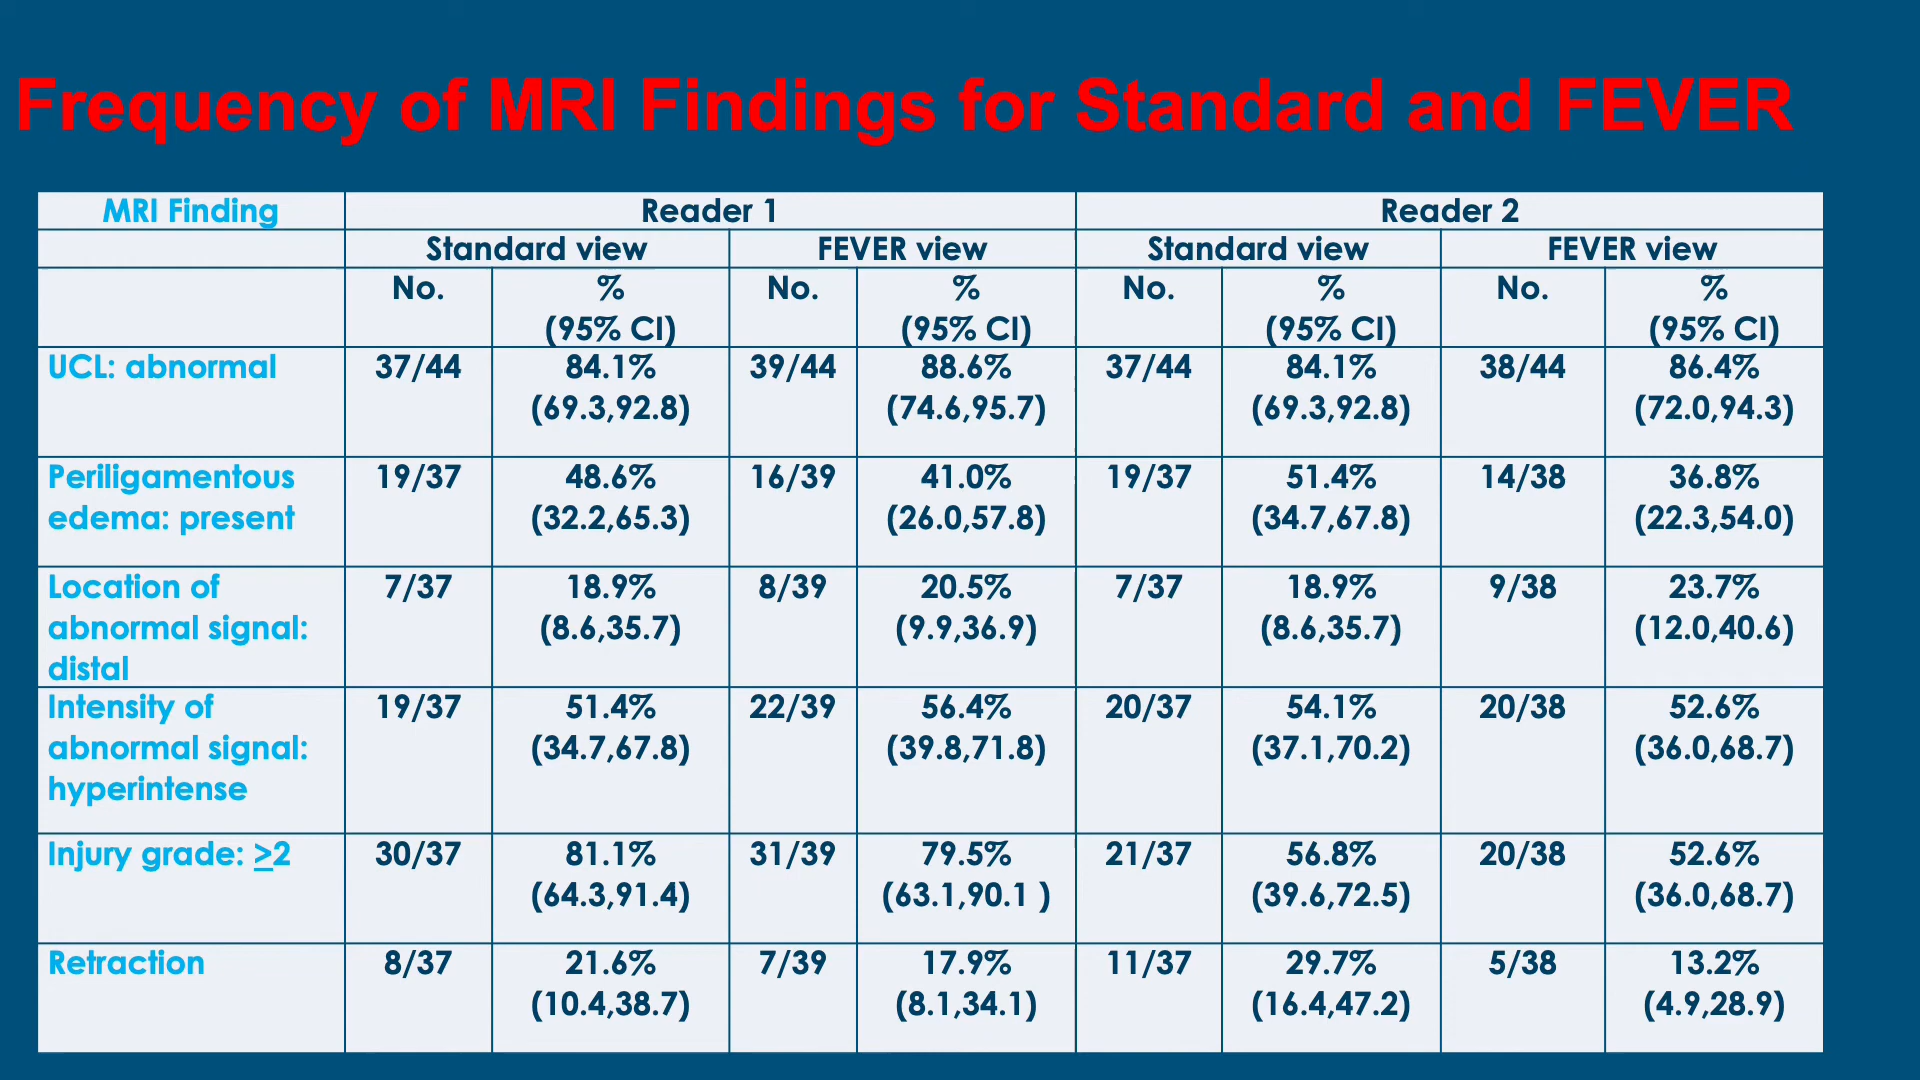 Frequency of MRI Findings for Standard and FEVER
MRI Finding Reader 1 Reader 2
Standard view FEVER view Standard view FEVER view
No. % No. % No. % No. %
(95% CI) (95% CI) (95% CI) (95% CI)
UCL: abnormal 37/44 84.1% 39/44 88.6% 37/44 84.1% 38/44 86.4%
(69.3,92.8) (74.6,95.7) (69.3,92.8) (72.0,94.3)
Periligamentous 19/37 48.6% 16/39 41.0% 19/37 51.4% 14/38 36.8%
edema: present (32.2,65.3) (26.0,57.8) (34.7,67.8) (22.3,54.0)
Location of 7/37 18.9% 8/39 20.5% 7/37 18.9% 9/38 23.7%
abnormal signal: (8.6,35.7) (9.9,36.9) (8.6,35.7) (12.0,40.6)
distal
Intensity of 19/37 51.4% 22/39 56.4% 20/37 54.1% 20/38 52.6%
abnormal signal: (34.7,67.8) (39.8,71.8) (37.1,70.2) (36.0,68.7)
hyperintense
Injury grade: >2 30/37 81.1% 31/39 79.5% 21/37 56.8% 20/38 52.6%
(64.3,91.4) (63.1,90.1 ) (39.6,72.5) (36.0,68.7)
Retraction 8/37 21.6% 7/39 17.9% 11/37 29.7% 5/38 13.2%
(10.4,38.7) (8.1,34.1) (16.4,47.2) (4.9,28.9)